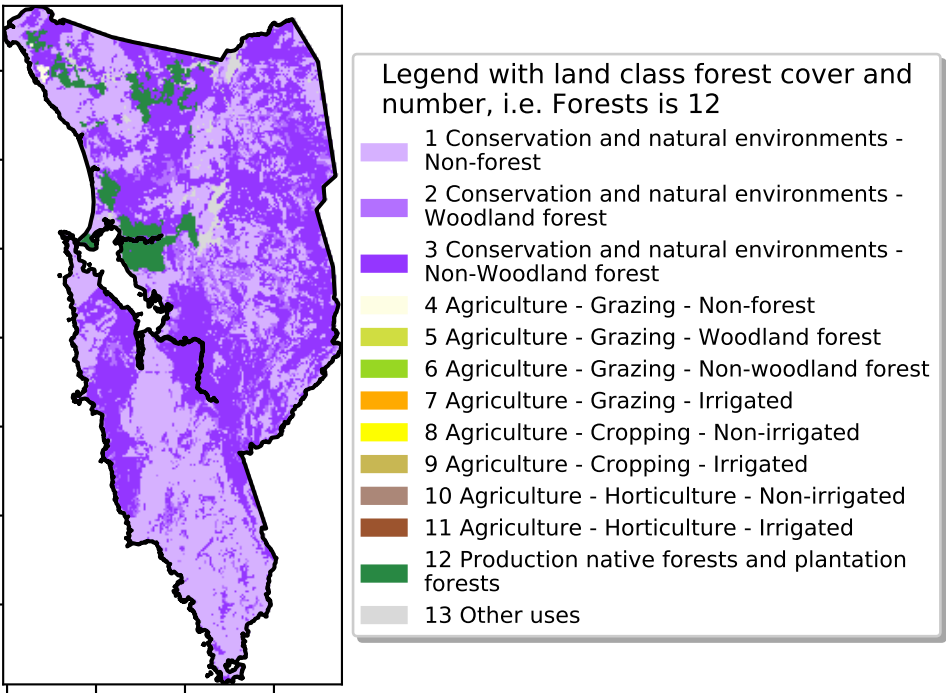 Legend with land class forest cover and
number, i.e. Forests is 12
1 Conservation and natural environments -
Non-forest
2 Conservation and natural environments -
Woodland forest
3 Conservation and natural environments -
Non-Woodland forest
4 Agriculture - Grazing - Non-forest
5 Agriculture - Grazing - Woodland forest
6 Agriculture - Grazing - Non-woodland forest
7 Agriculture - Grazing - Irrigated
8 Agriculture - Cropping - Non-irrigated
9 Agriculture - Cropping - Irrigated
10 Agriculture - Horticulture - Non-irrigated
11 Agriculture - Horticulture - Irrigated
12 Production native forests and plantation
forests
13 Other uses